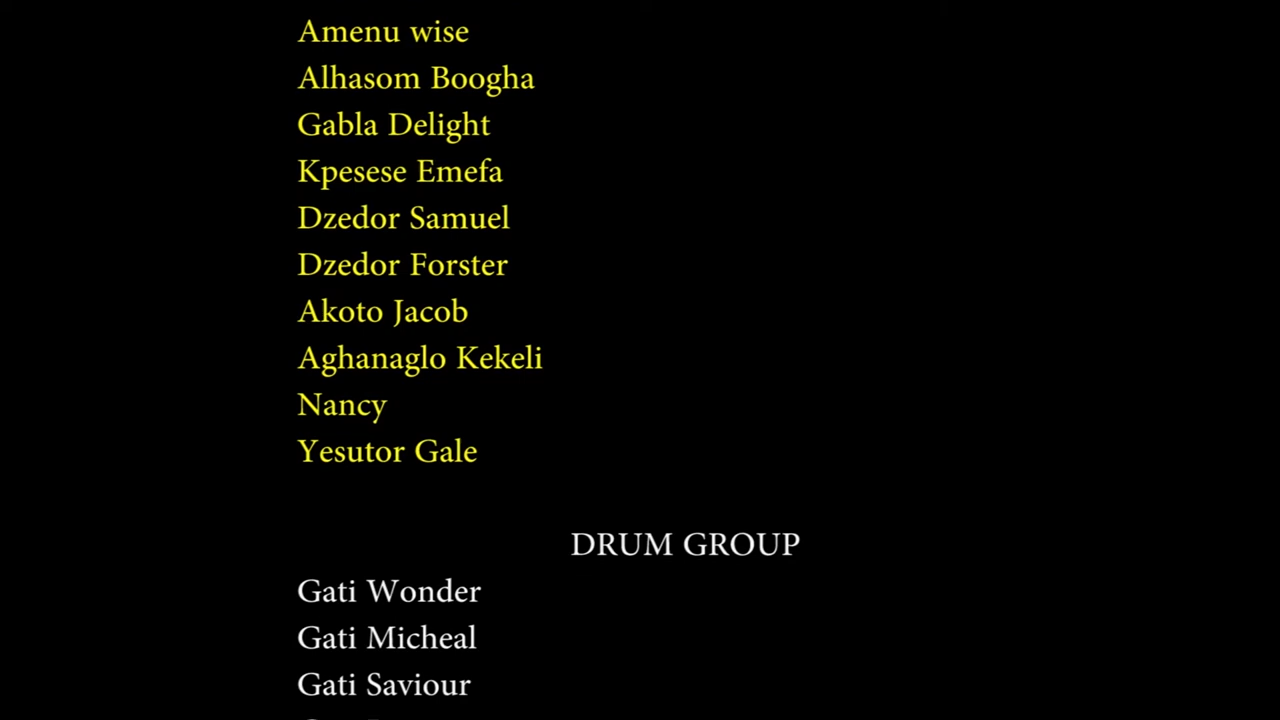 Amenu wise
Alhasom Boogha
Gabla Delight
Kpesese Emefa
Dzedor Samuel
Dzedor Forster
Akoto Jacob
Aghanaglo Kekeli
Nancy
Yesutor Gale
DRUM GROUP
Gati Wonder
Gati Micheal
Gati Saviour